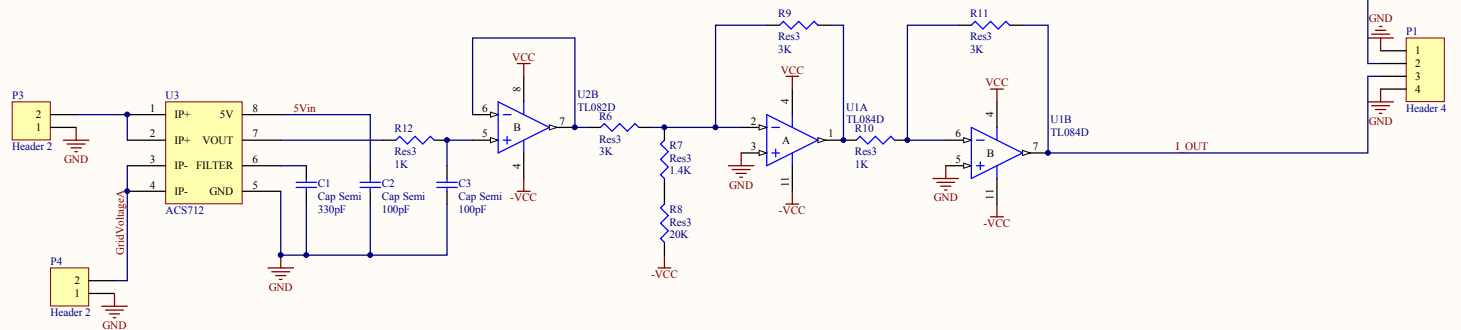 P3
2
1
Header 2
GND
U3
1
IP+
5V
8
5Vin
2
IP+
VOUT
7
3
IP-
FILTER
6
4
IP-
GND
5
ACS712
GridVoltageA
P4
2
1
Header 2
GND
GND
C1
Cap Semi
330pF
C2
Cap Semi
100pF
C3
Cap Semi
100pF
R12
Res3
1K
VCC
8
6
5
B
7
4
-VCC
U2B
TL082D
R6
Res3
3K
R7
Res3
1.4K
R8
Res3
20K
-VCC
R9
Res3
3K
VCC
4
2
3
A
1
11
-VCC
GND
U1A
TL084D
R10
Res3
1K
R11
Res3
3K
VCC
4
6
5
B
7
11
-VCC
GND
U1B
TL084D
I_OUT
GND
P1
1
2
3
4
Header 4
GND